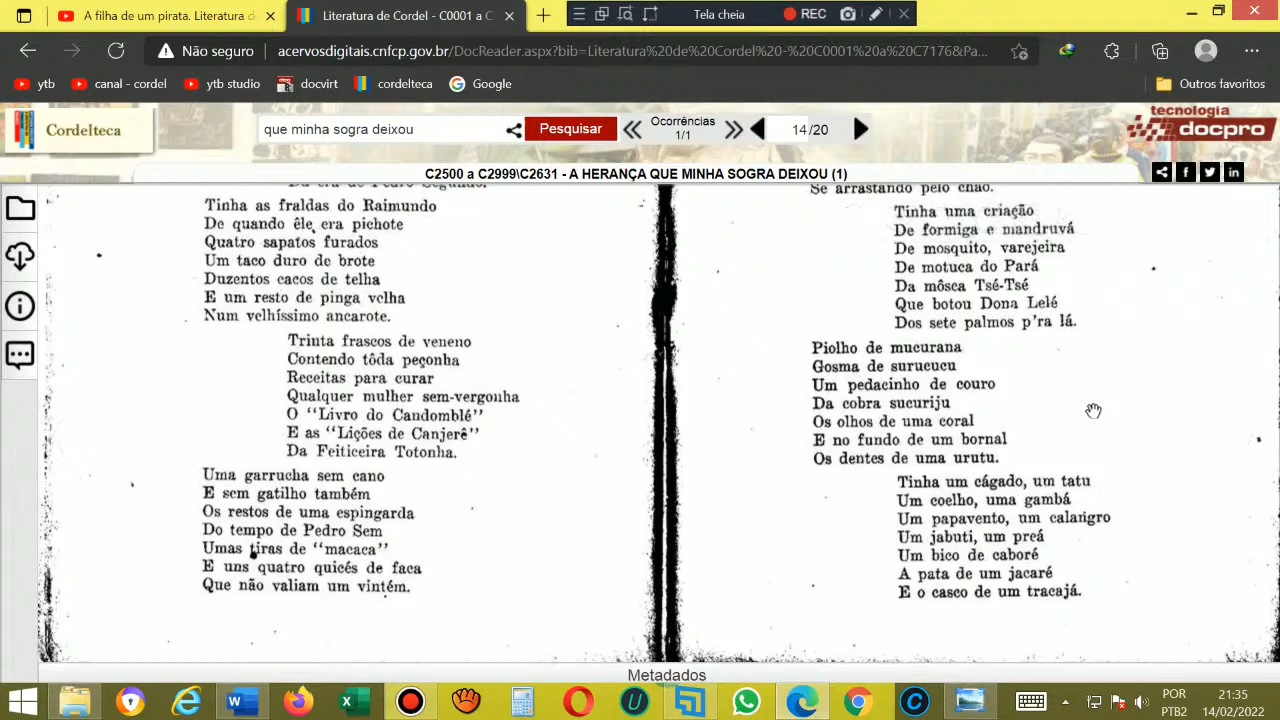 A filha de um pirata. Literatura d
Literatura de Cordel - C0001 a C
Tela cheia
REC
Não seguro
acervosdigitais.cnfcp.gov.br/DocReader.aspx?bib=Literatura%20de%20Cordel%20-%20C0001%20a%20C7176&Pa...
ytb
canal - cordel
ytb studio
docvirt
cordelteca
Google
Outros favoritos
Cordelteca
que minha sogra deixou
Pesquisar
Ocorrências
1/1
14/20
tecnologia
docpro
C2500 a C2999\C2631 - A HERANÇA QUE MINHA SOGRA DEIXOU (1)
Da era de Pedro Segundo.
Tinha as fraldas do Raimundo
De quando êle era pichote
Quatro sapatos furados
Um taco duro de brote
Duzentos cacos de telha
E um resto de pinga velha
Num velhíssimo ancarote.
Trinta frascos de veneno
Contendo tôda peçonha
Receitas para curar
Qualquer mulher sem-vergonha
O "Livro do Candomblé"
E as "Lições de Canjerê"
Da Feiticeira Totonha.
Uma garrucha sem cano
E sem gatilho também
Os restos de uma espingarda
Do tempo de Pedro Sem
Umas tiras de "macaca"
E uns quatro quicés de faca
Que não valiam um vintém.
Se arrastando pelo chão.
Tinha uma criação
De formiga e mandruvá
De mosquito, varejeira
De motuca do Pará
Da môsca Tsé-Tsé
Que botou Dona Lelé
Dos sete palmos p'ra lá.
Piolho de mucurana
Gosma de surucucu
Um pedacinho de couro
Da cobra sucuriju
Os olhos de uma coral
E no fundo de um bornal
Os dentes de uma urutu.
Tinha um cágado, um tatu
Um coelho, uma gambá
Um papavento, um calangro
Um jabuti, um preá
Um bico de caboré
A pata de um jacaré
E o casco de um tracajá.
Metadados
POR
PTB2
21:35
14/02/2022